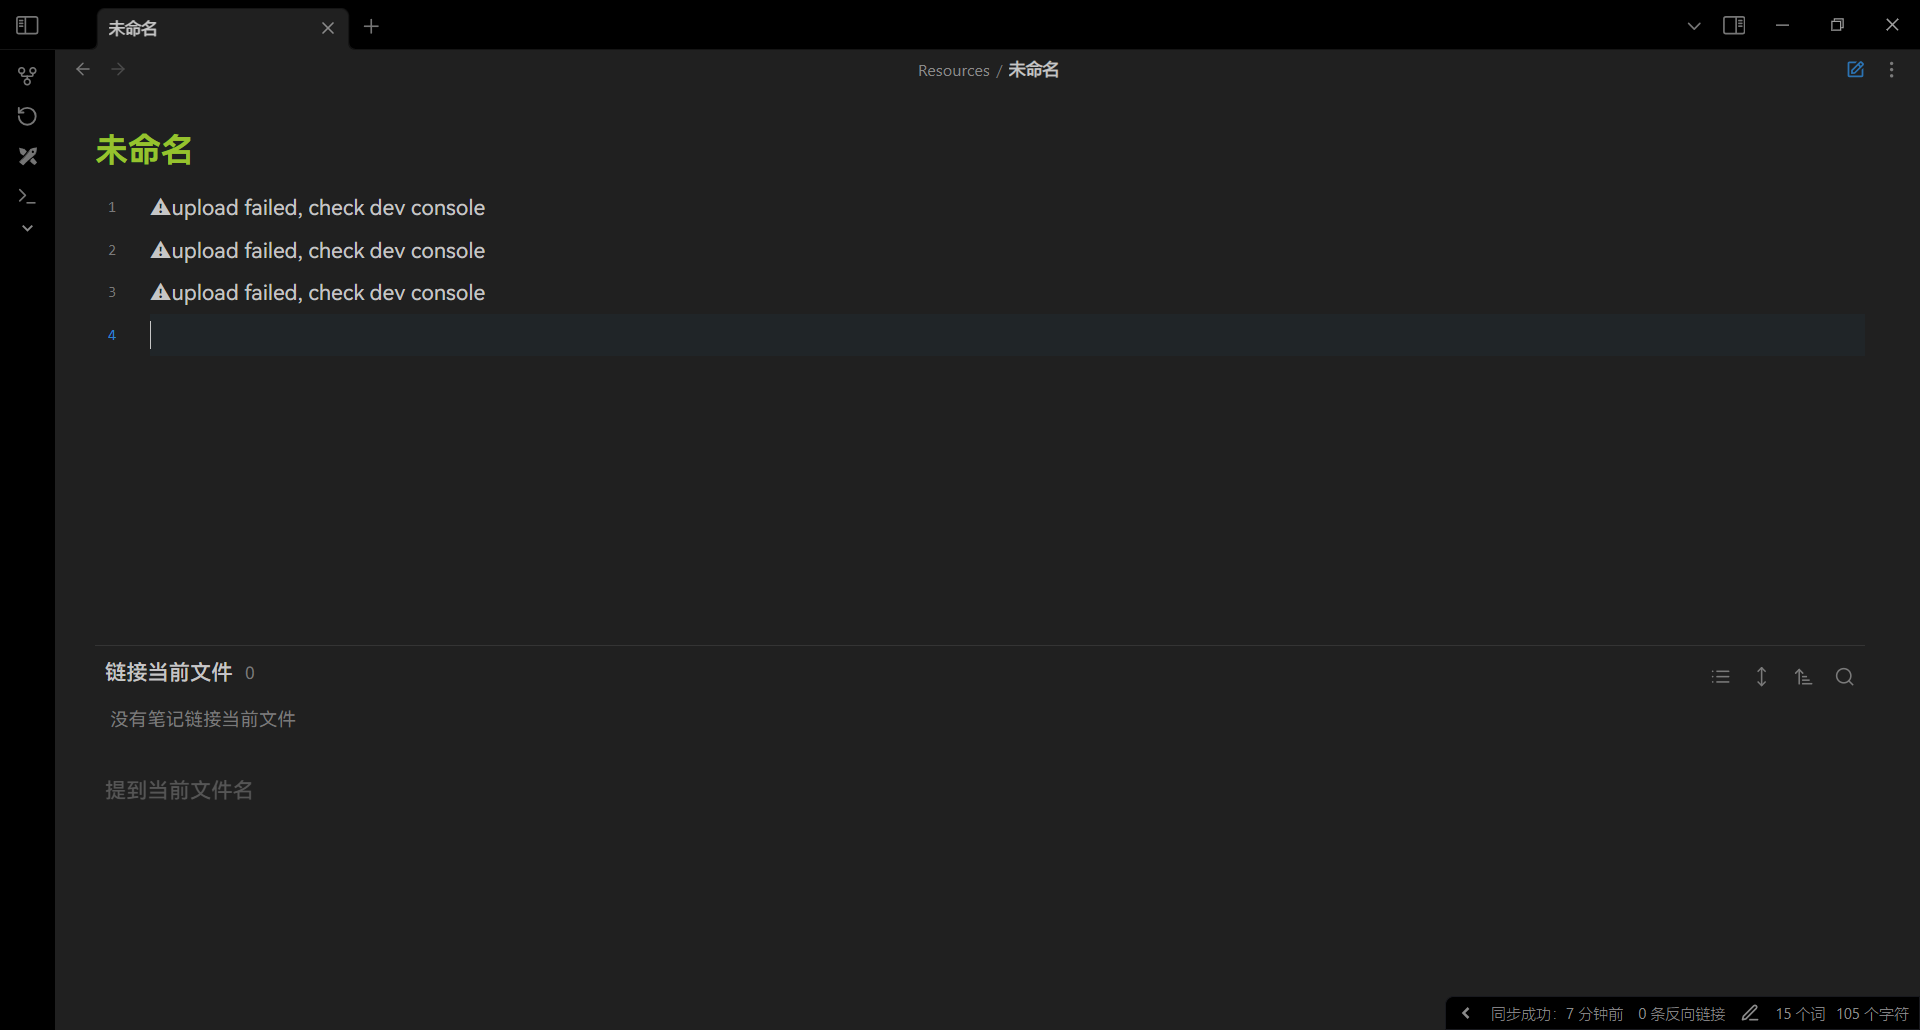 未命名
Resources / 未命名
未命名
1 ⚠upload failed, check dev console
2 ⚠upload failed, check dev console
3 ⚠upload failed, check dev console
4
链接当前文件 0
没有笔记链接当前文件
提到当前文件名
同步成功: 7 分钟前 0 条反向链接 15 个词 105 个字符